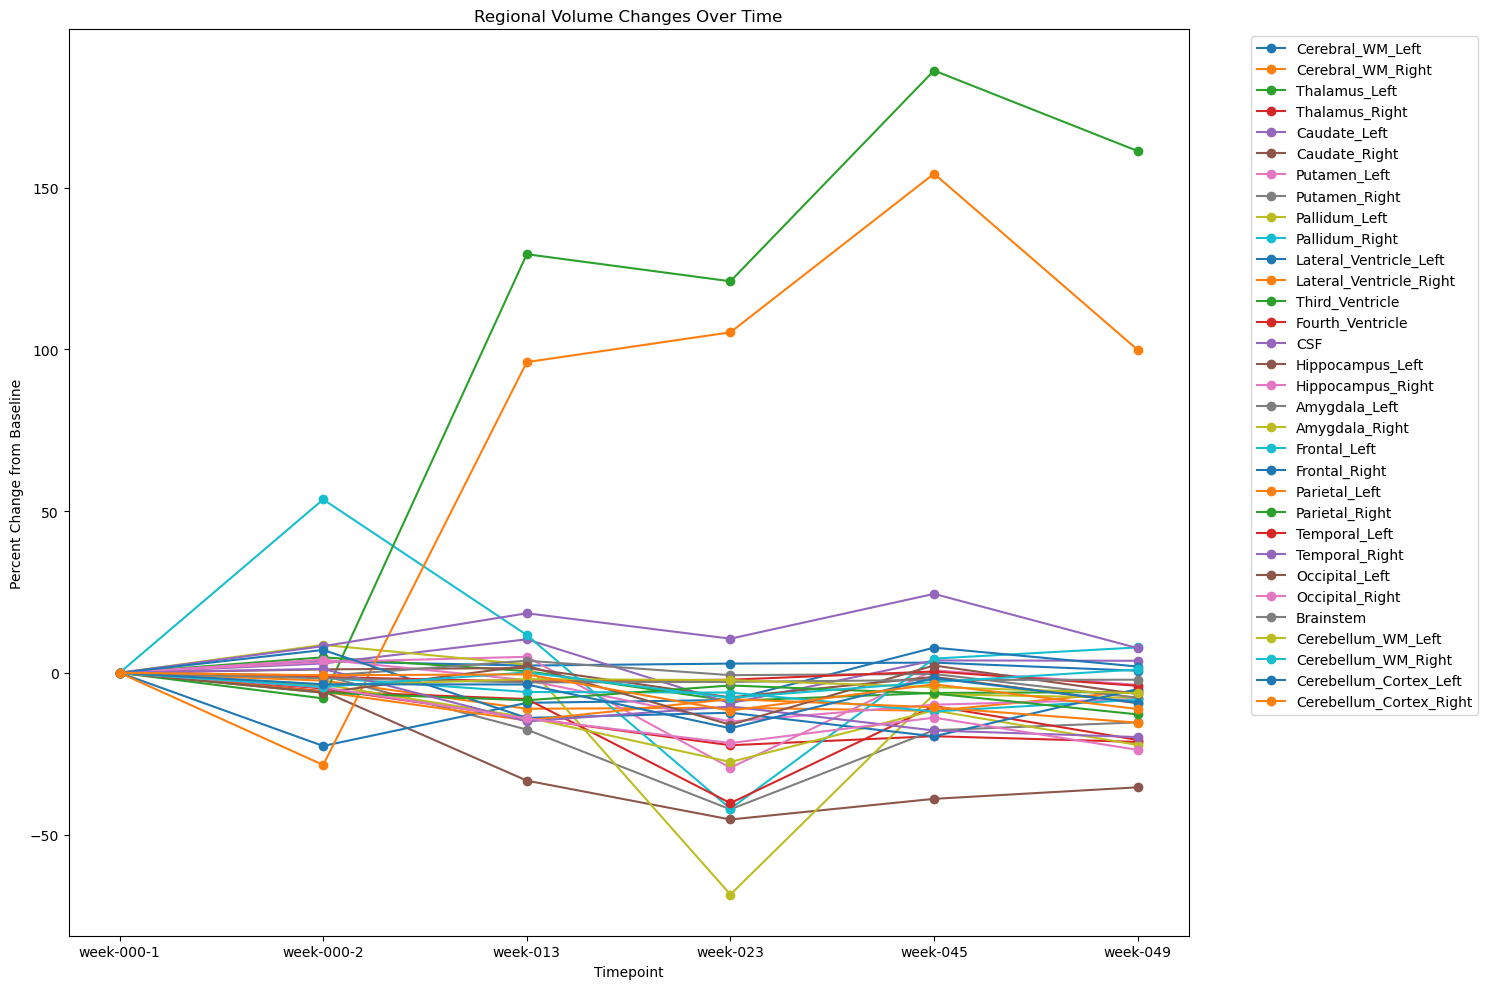 Regional Volume Changes Over Time
Percent Change from Baseline
150
100
50
0
−50
week-000-1
week-000-2
week-013
week-023
week-045
week-049
Timepoint
Cerebral_WM_Left
Cerebral_WM_Right
Thalamus_Left
Thalamus_Right
Caudate_Left
Caudate_Right
Putamen_Left
Putamen_Right
Pallidum_Left
Pallidum_Right
Lateral_Ventricle_Left
Lateral_Ventricle_Right
Third_Ventricle
Fourth_Ventricle
CSF
Hippocampus_Left
Hippocampus_Right
Amygdala_Left
Amygdala_Right
Frontal_Left
Frontal_Right
Parietal_Left
Parietal_Right
Temporal_Left
Temporal_Right
Occipital_Left
Occipital_Right
Brainstem
Cerebellum_WM_Left
Cerebellum_WM_Right
Cerebellum_Cortex_Left
Cerebellum_Cortex_Right